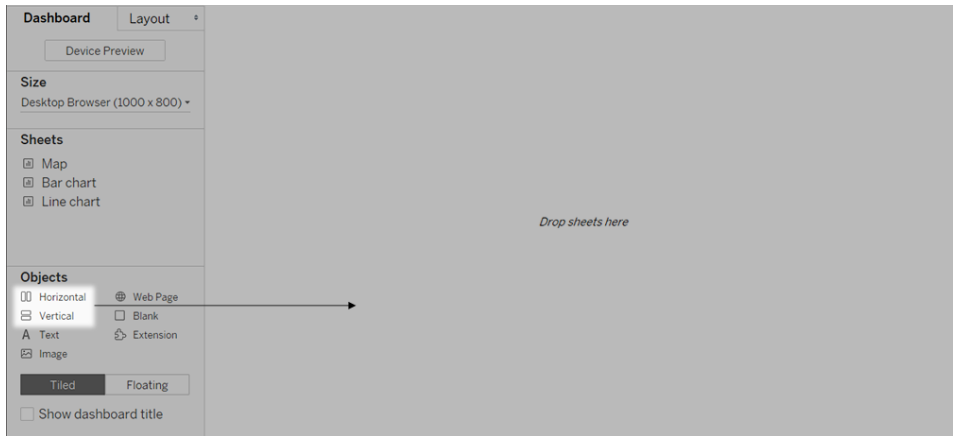 Dashboard Layout
Device Preview
Size
Desktop Browser (1000 x 800)
Sheets
Map
Bar chart
Line chart
Drop sheets here
Objects
Horizontal Web Page
Vertical Blank
A Text Extension
Image
Tiled Floating
Show dashboard title